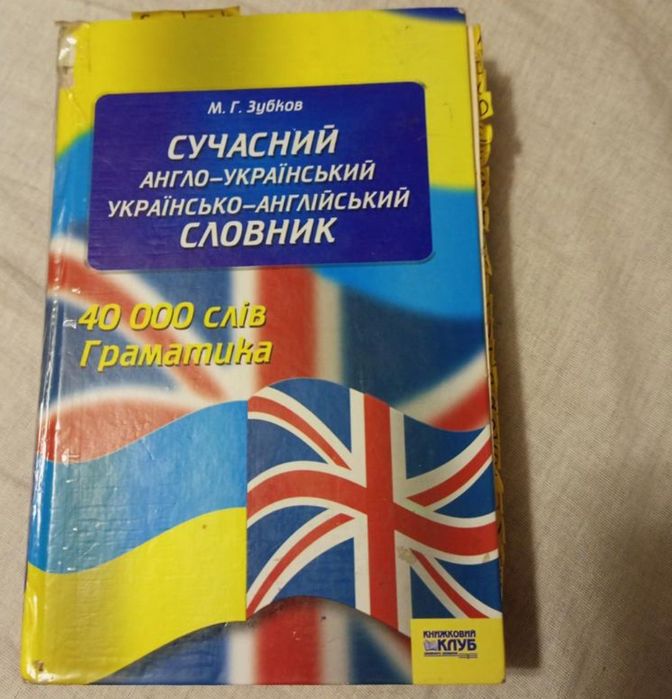 М. Г. Зубков
СУЧАСНИЙ
АНГЛО–УКРАЇНСЬКИЙ
УКРАЇНСЬКО–АНГЛІЙСЬКИЙ
СЛОВНИК
40 000 слів
Граматика
КНИЖКОВИЙ
КЛУБ